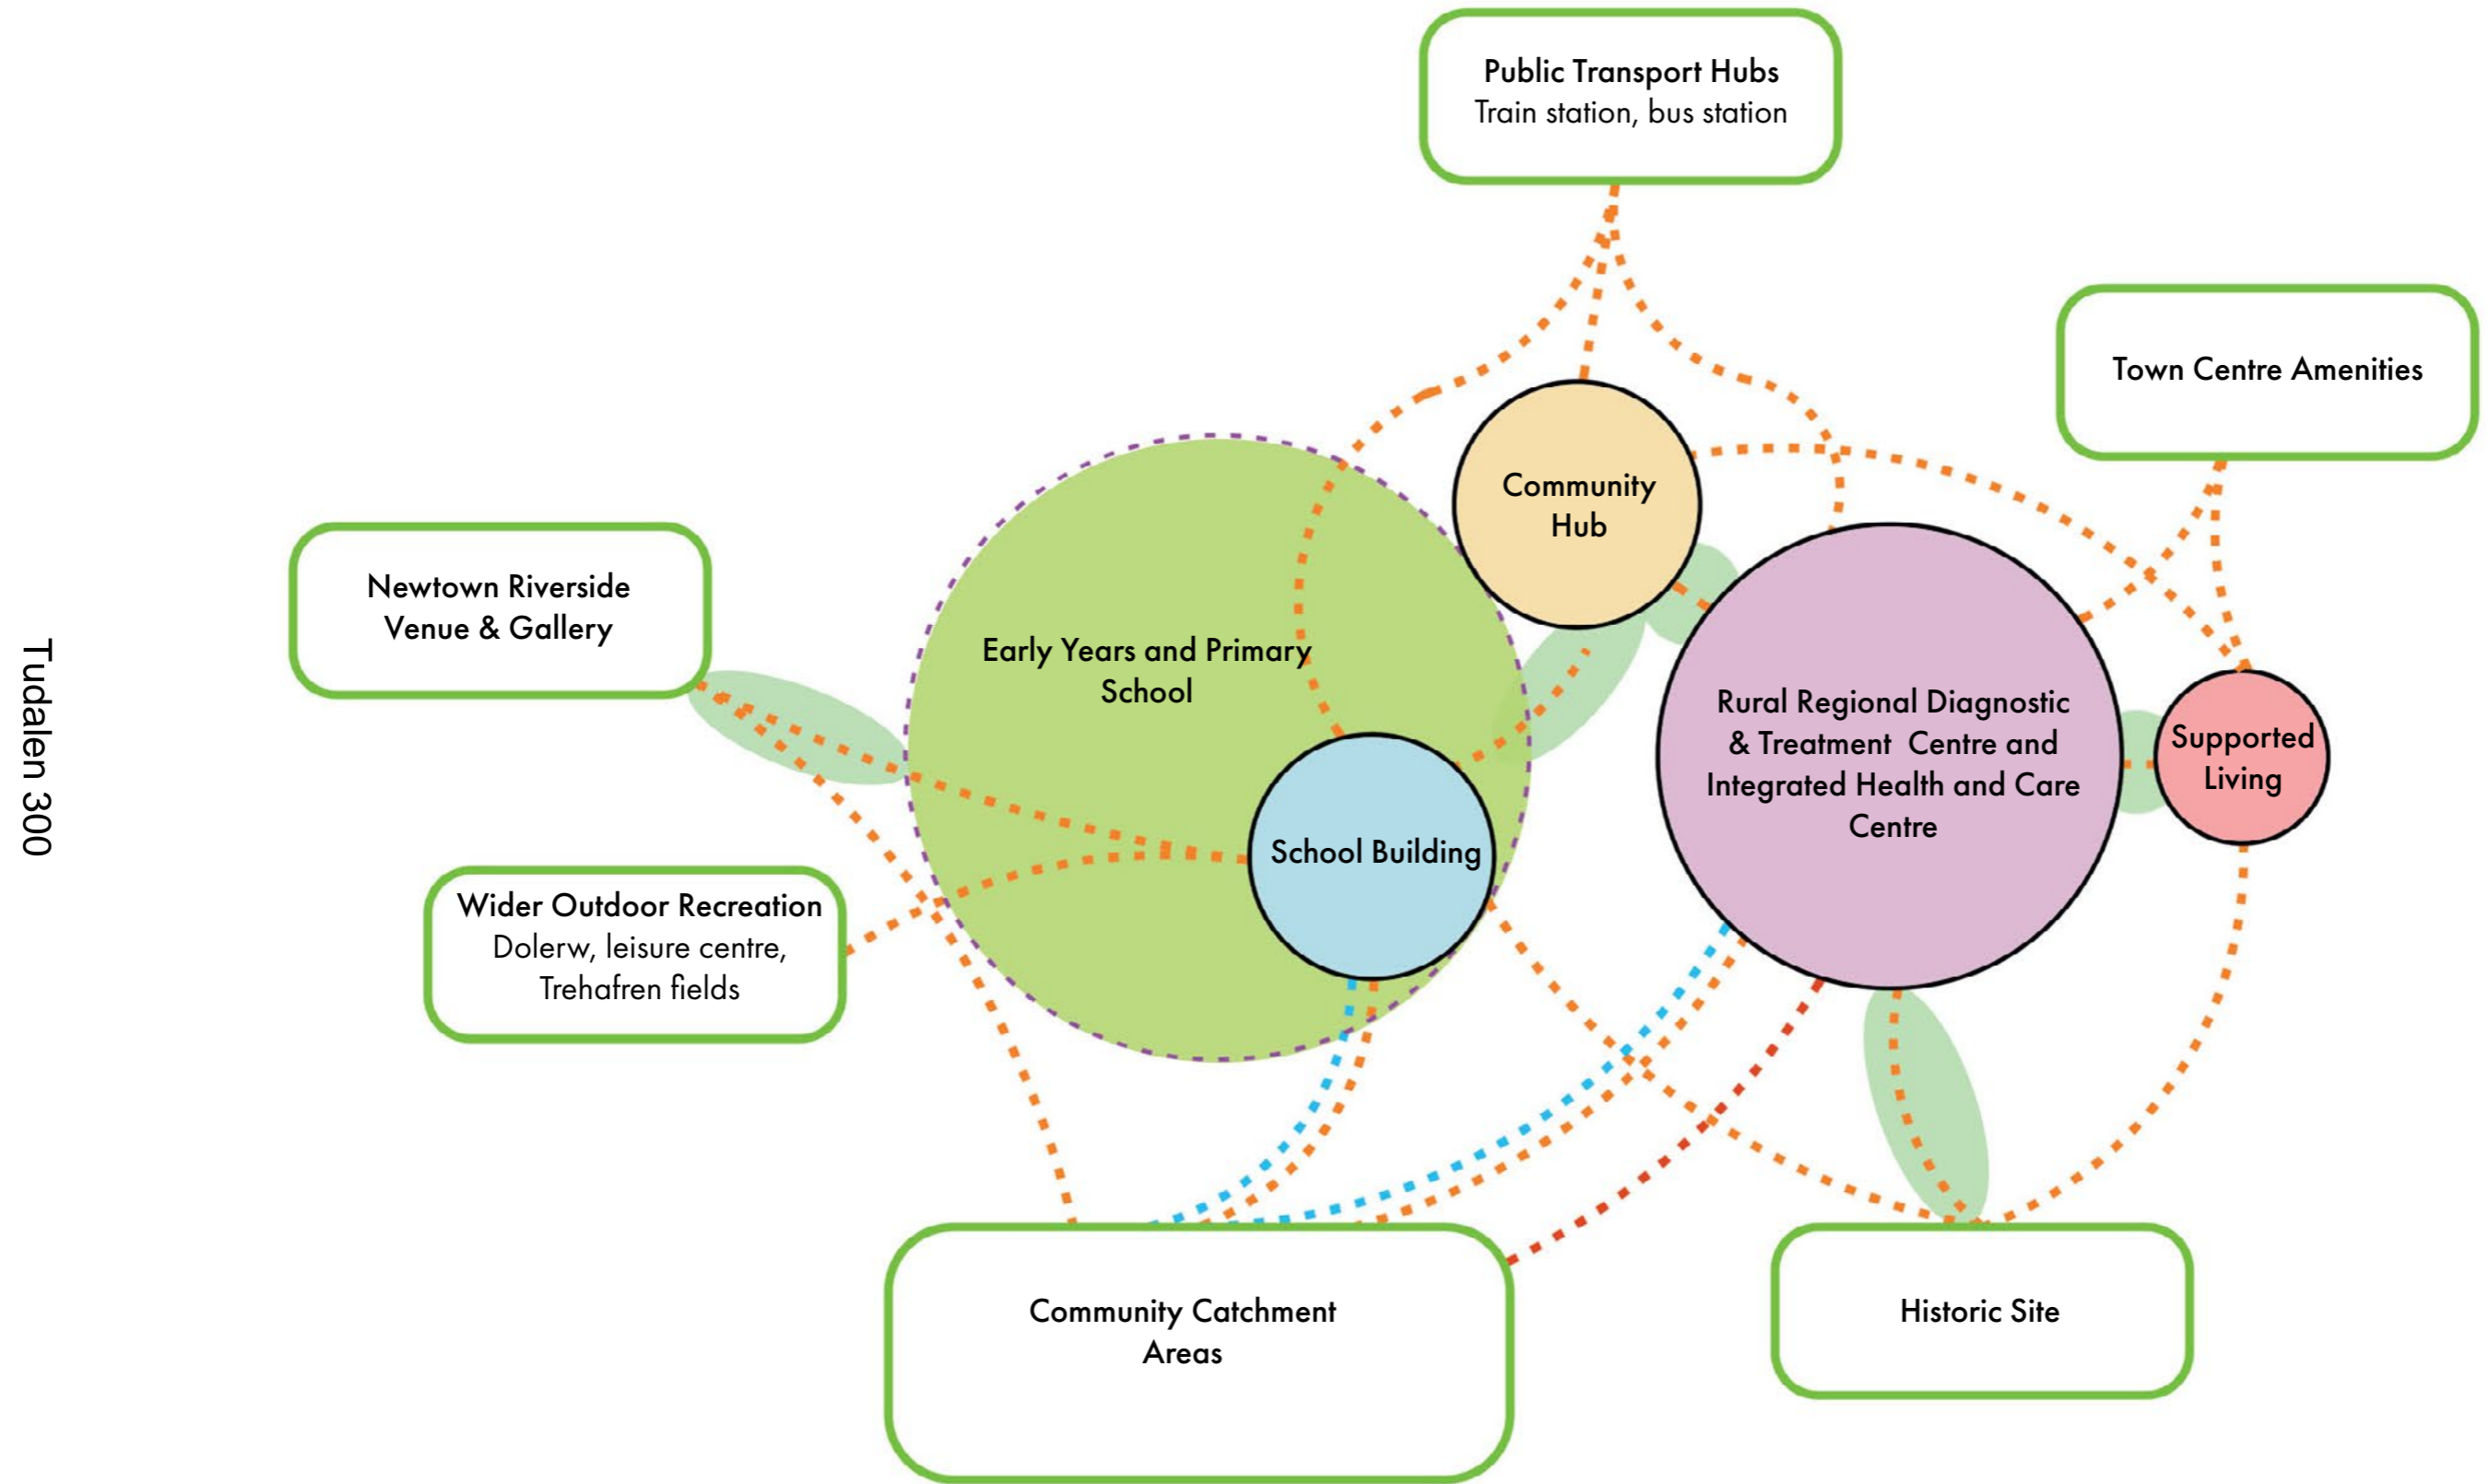 Public Transport Hubs
Train station, bus station
Town Centre Amenities
Community
Hub
Newtown Riverside
Venue & Gallery
Early Years and Primary
School
Rural Regional Diagnostic
& Treatment Centre and
Integrated Health and Care
Centre
Supported
Living
School Building
Wider Outdoor Recreation
Dolerw, leisure centre,
Trehafren fields
Community Catchment
Areas
Historic Site
Tudalen 300